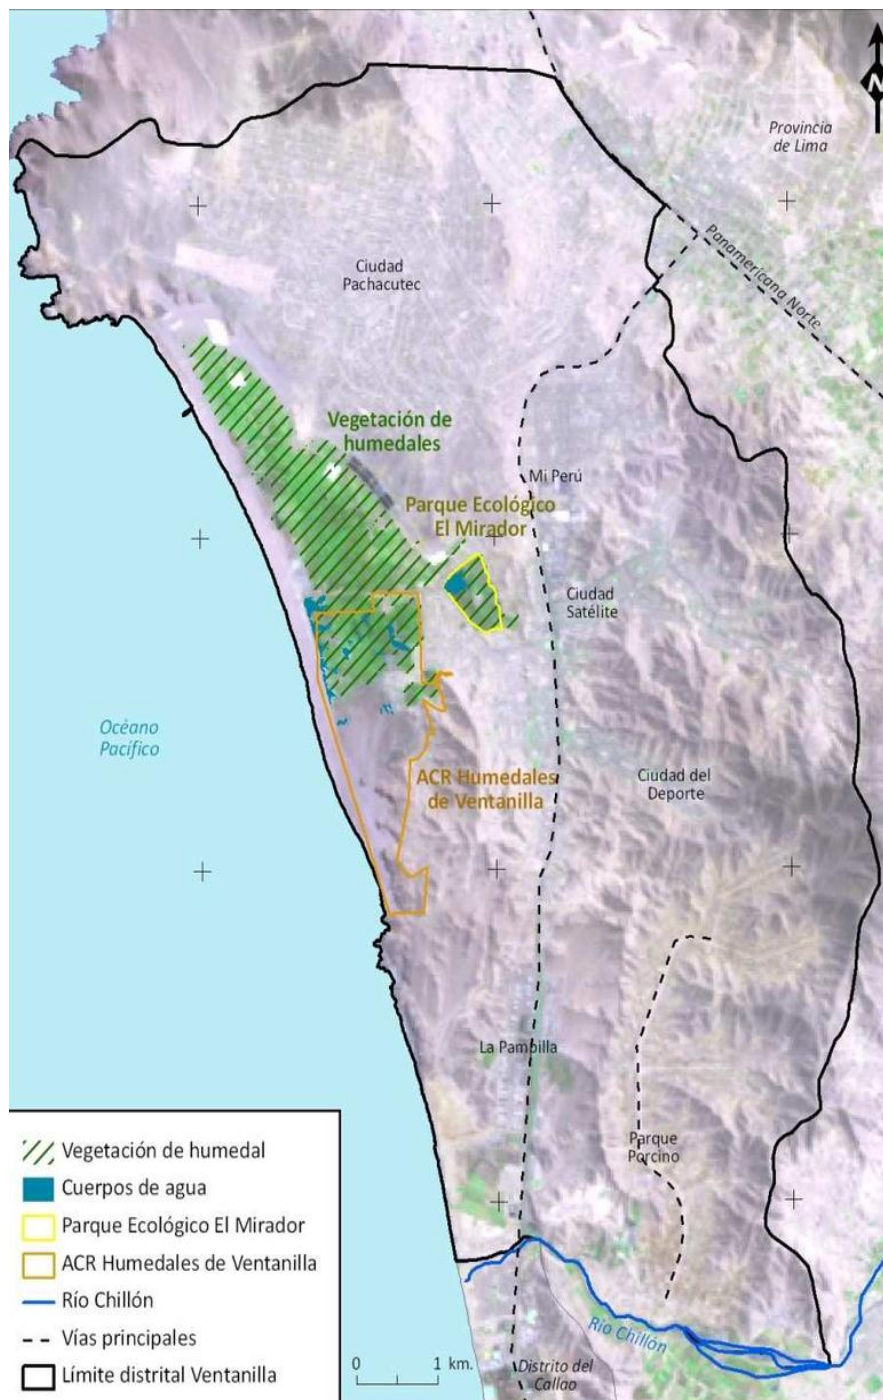 N
Provincia
de Lima
Panamericana Norte
Ciudad
Pachacutec
Vegetación de
humedales
Mi Perú
Parque Ecológico
El Mirador
Ciudad
Satélite
Océano
Pacífico
Ciudad del
Deporte
ACR Humedales
de Ventanilla
La Pampilla
Parque
Porcino
Río Chillón
Distrito del
Callao
0 1 km.
Vegetación de humedal
Cuerpos de agua
Parque Ecológico El Mirador
ACR Humedales de Ventanilla
Río Chillón
Vías principales
Límite distrital Ventanilla